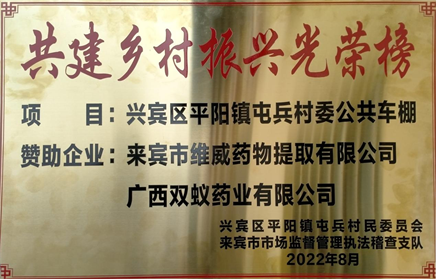 共建乡村振兴光荣榜
项 目：兴宾区平阳镇屯兵村委公共车棚
赞助企业：来宾市维威药物提取有限公司
广西双蚁药业有限公司
兴宾区平阳镇屯兵村民委员会
来宾市市场监督管理执法稽查支队
2022年8月